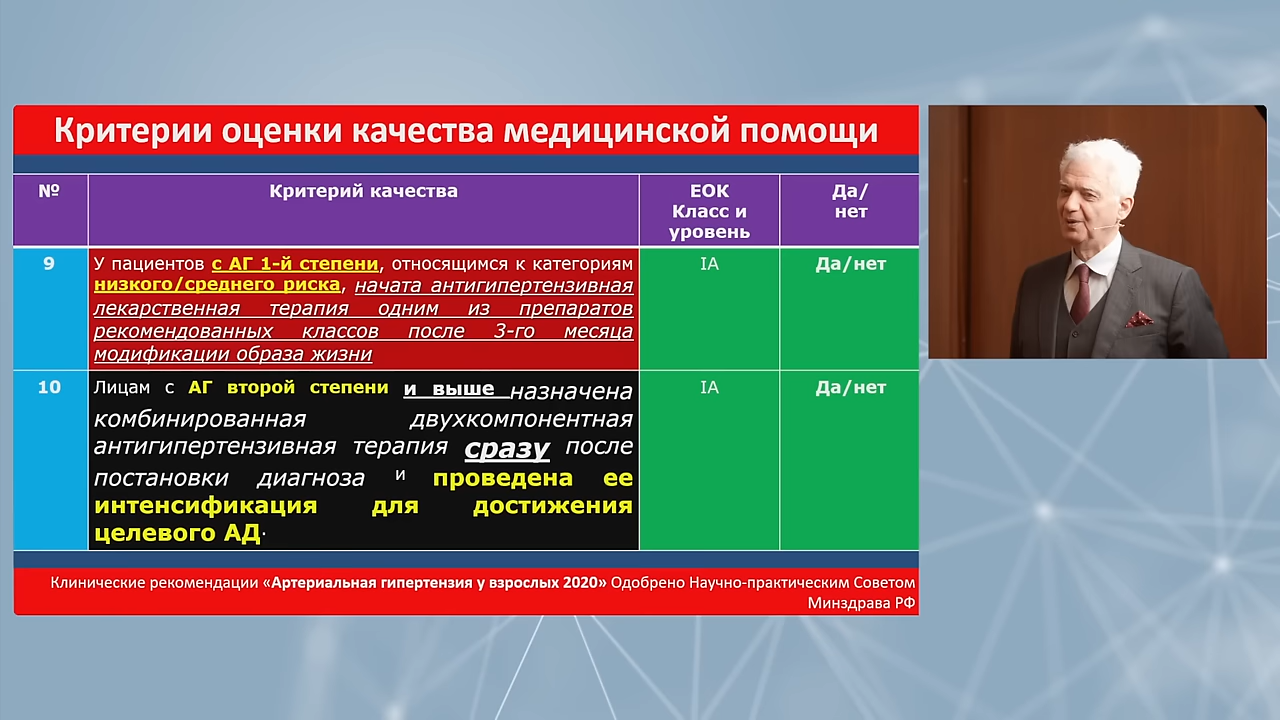 Критерии оценки качества медицинской помощи
№
Критерий качества
ЕОК
Класс и
уровень
Да/
нет
9
У пациентов с АГ 1-й степени, относящимся к категориям
низкого/среднего риска, начата антигипертензивная
лекарственная терапия одним из препаратов
рекомендованных классов после 3-го месяца
модификации образа жизни
IA
Да/нет
10
Лицам с АГ второй степени и выше назначена
комбинированная двухкомпонентная
антигипертензивная терапия сразу после
постановки диагноза и проведена ее
интенсификация для достижения
целевого АД.
IA
Да/нет
Клинические рекомендации «Артериальная гипертензия у взрослых 2020» Одобрено Научно-практическим Советом
Минздрава РФ